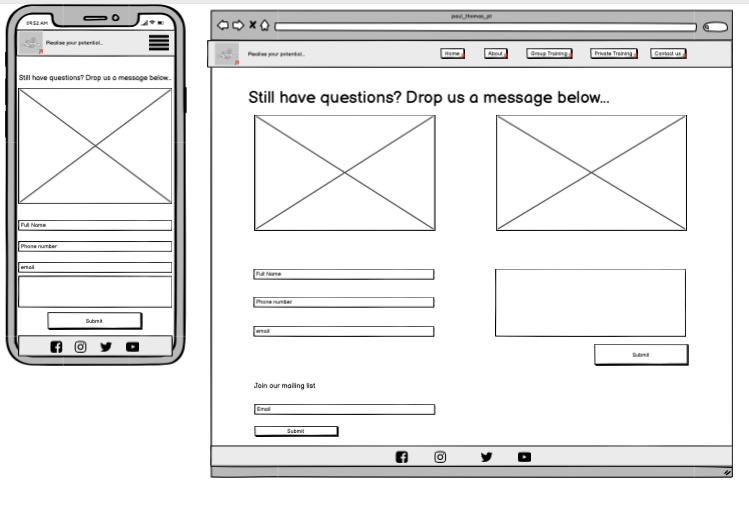 09:52 AM
Realise your potential...
Still have questions? Drop us a message below...
Full Name
Phone number
email
Submit
paul_thomas_pt
Realise your potential...
Home
About
Group Training
Private Training
Contact us
Still have questions? Drop us a message below...
Full Name
Phone number
email
Submit
Join our mailing list
Email
Submit